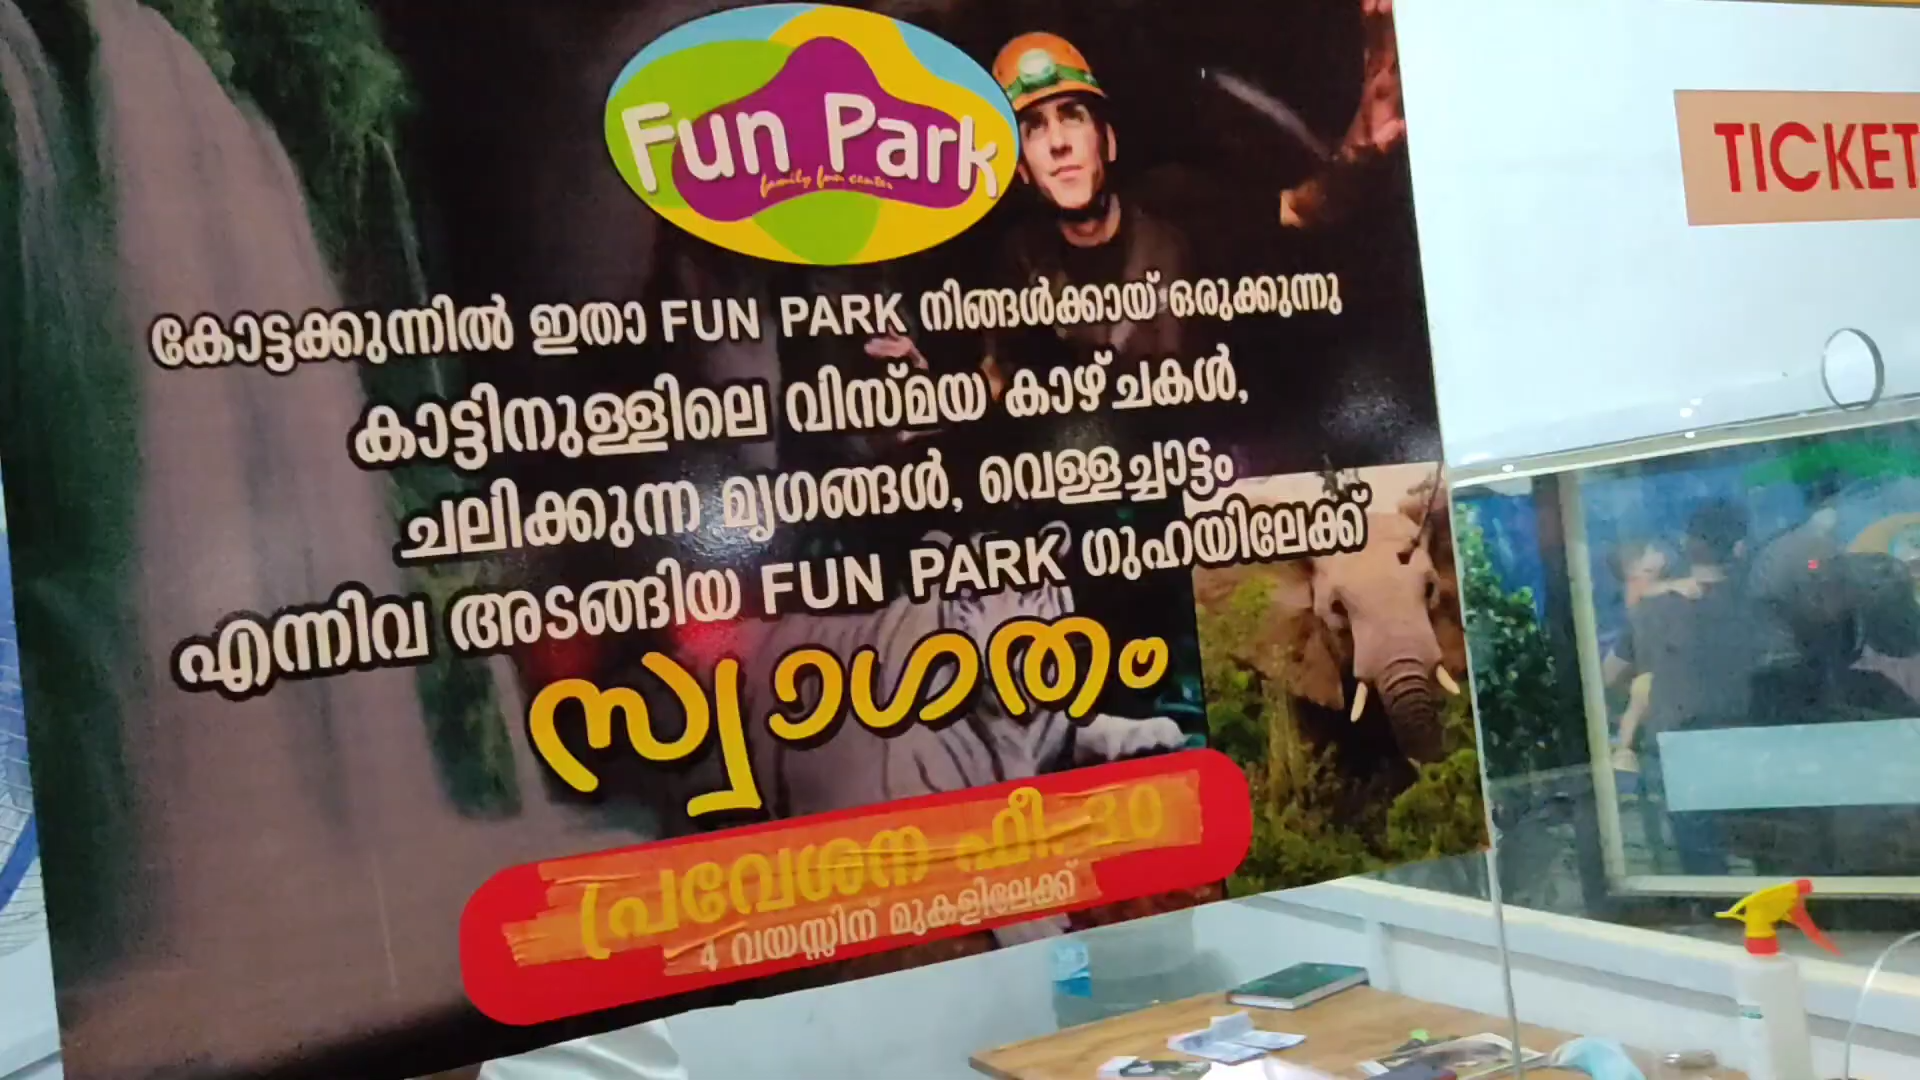 Fun Park
family fun center
കോട്ടക്കുന്നിൽ ഇതാ FUN PARK നിങ്ങൾക്കായ് ഒരുക്കുന്നു
കാട്ടിനുള്ളിലെ വിസ്മയ കാഴ്ചകൾ,
ചലിക്കുന്ന മൃഗങ്ങൾ, വെള്ളച്ചാട്ടം
എന്നിവ അടങ്ങിയ FUN PARK ഗുഹയിലേക്ക്
സ്വാഗതം
പ്രവേശന ഫീ. 30
4 വയസ്സിന് മുകളിലേക്ക്
TICKET